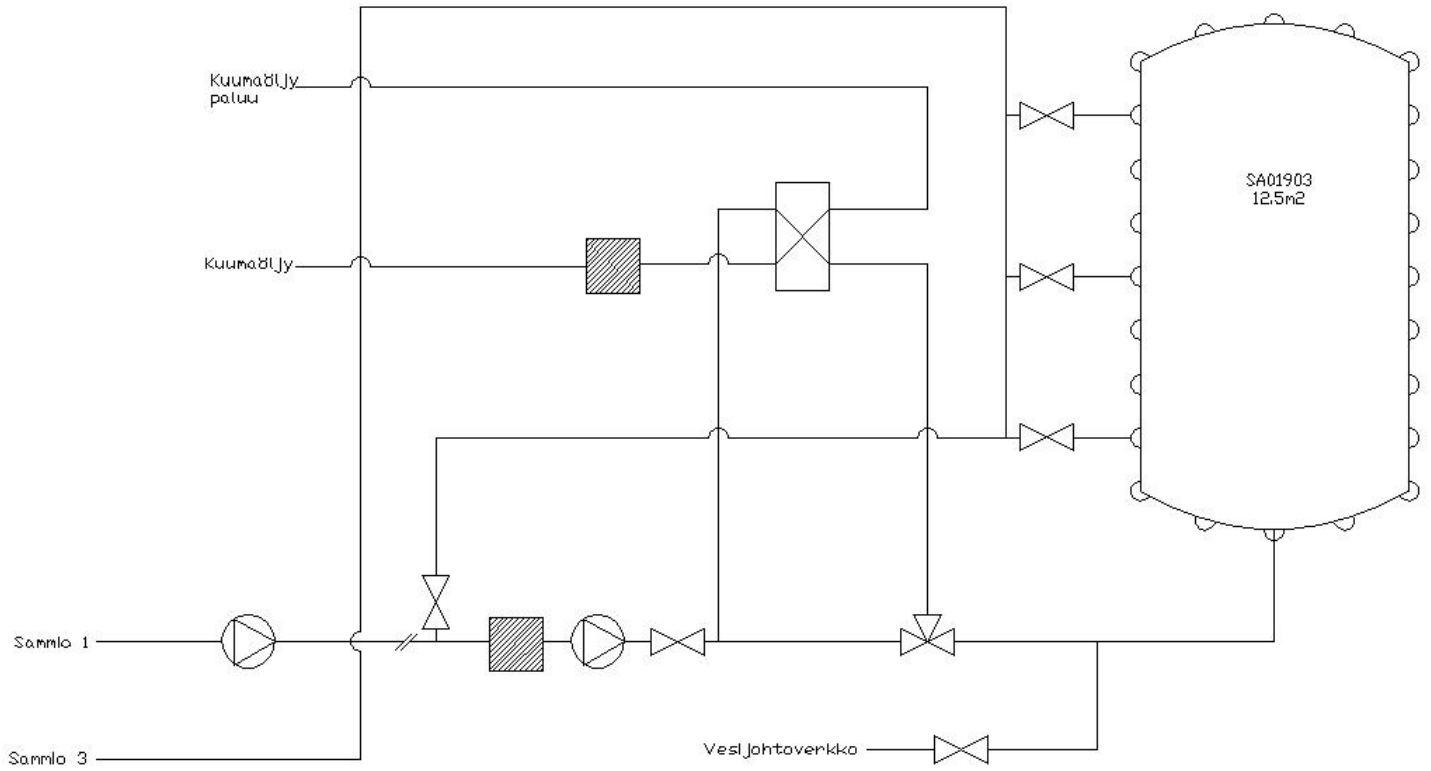 Kuumaöljy
paluu
SA01903
12.5m2
Kuumaöljy
Sammio 1
Vesijohtoverkko
Sammio 3